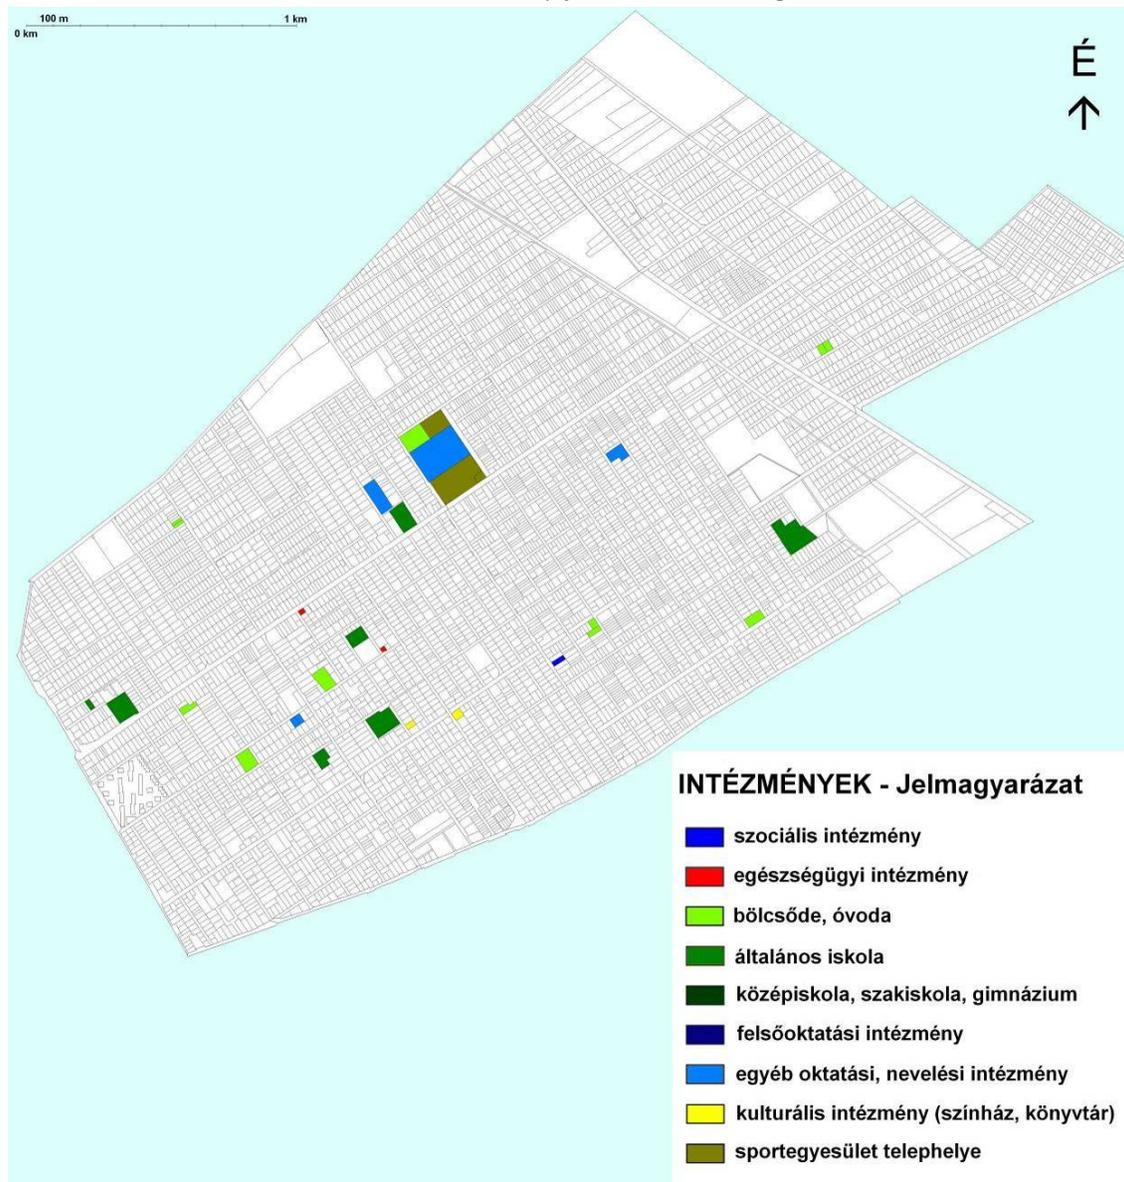 100 m
1 km
0 km
É
INTÉZMÉNYEK - Jelmagyarázat
szociális intézmény
egészségügyi intézmény
bölcsőde, óvoda
általános iskola
középiskola, szakiskola, gimnázium
felsőoktatási intézmény
egyéb oktatási, nevelési intézmény
kulturális intézmény (színház, könyvtár)
sportegyesület telephelye